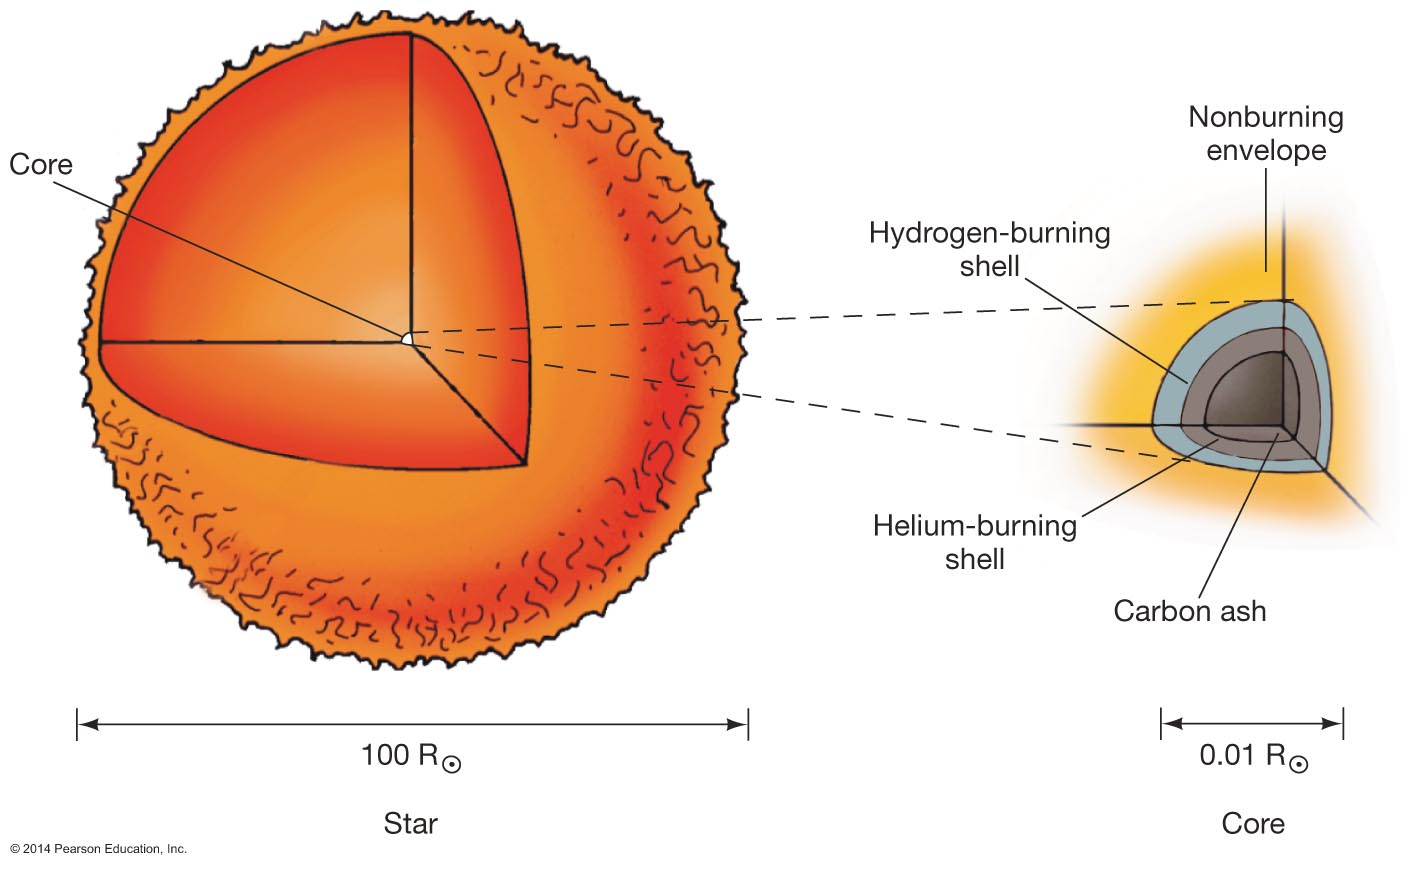 Core
Nonburning
envelope
Hydrogen-burning
shell
Helium-burning
shell
Carbon ash
100 R☉
0.01 R☉
Star
Core
© 2014 Pearson Education, Inc.